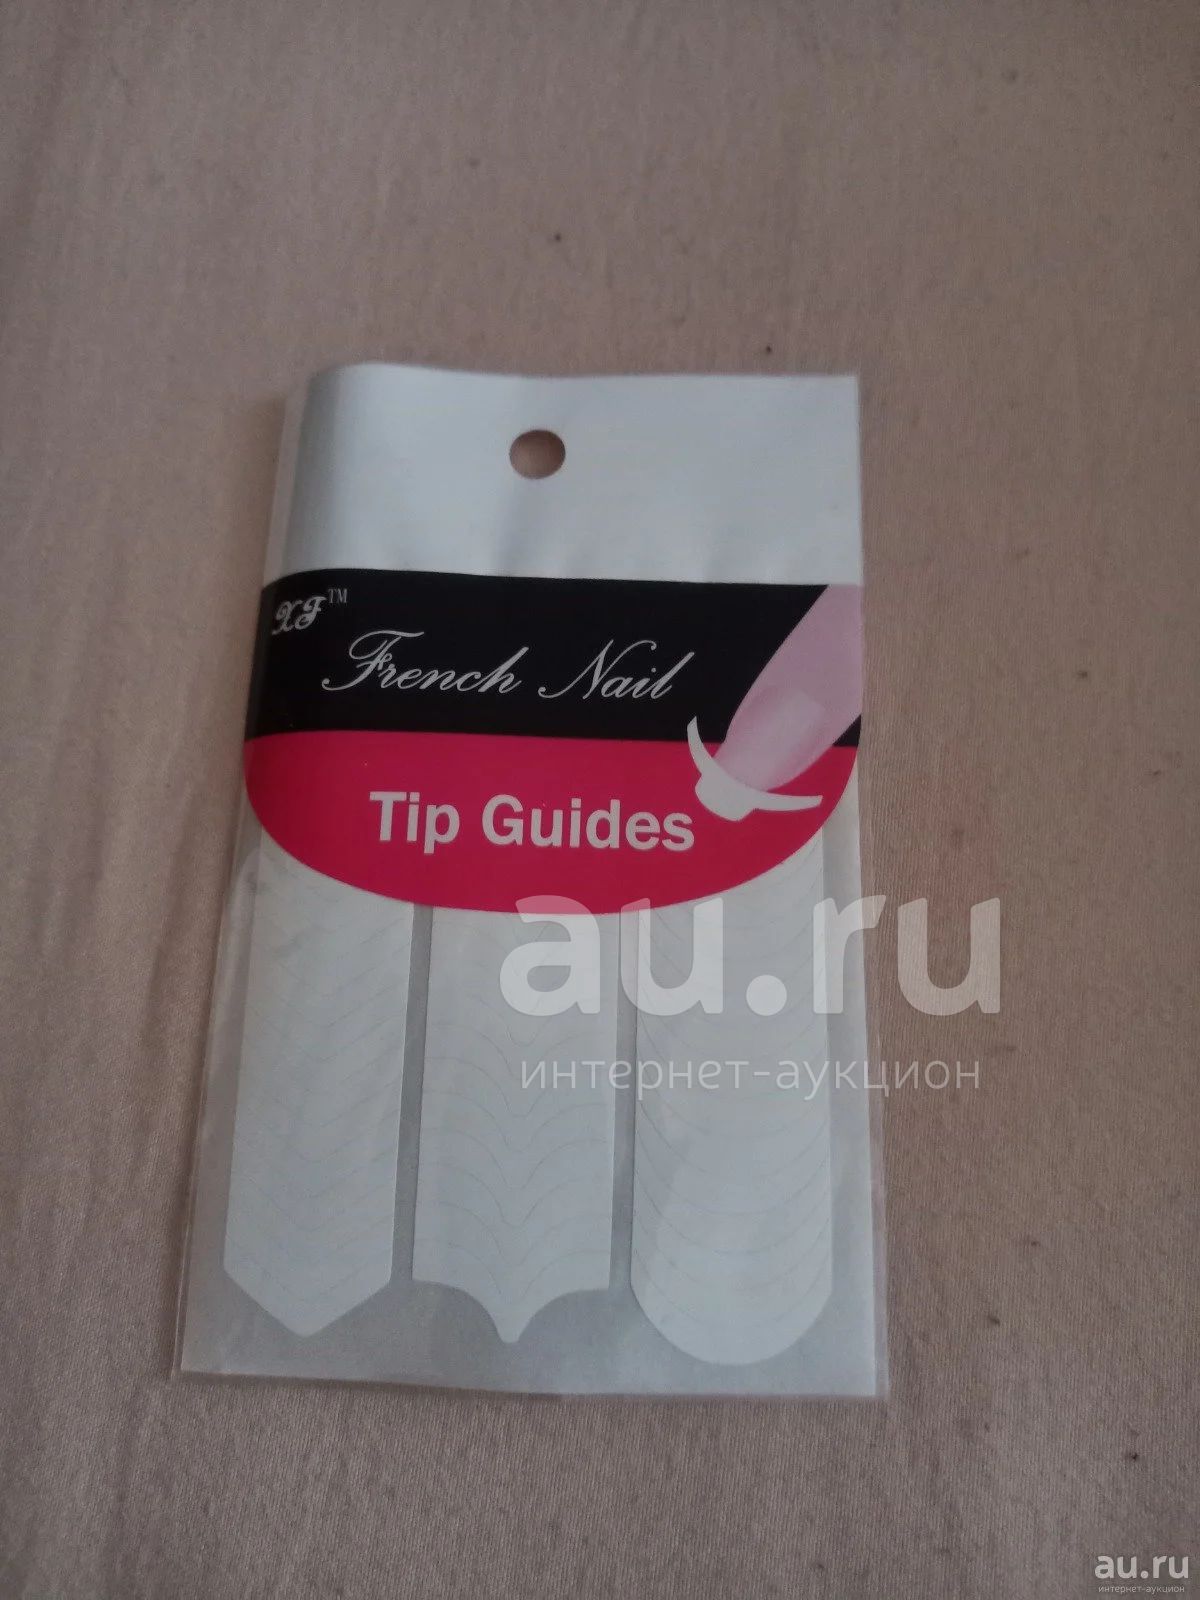 XF™
French Nail
Tip Guides
au.ru
интернет-аукцион
au.ru
интернет-аукцион